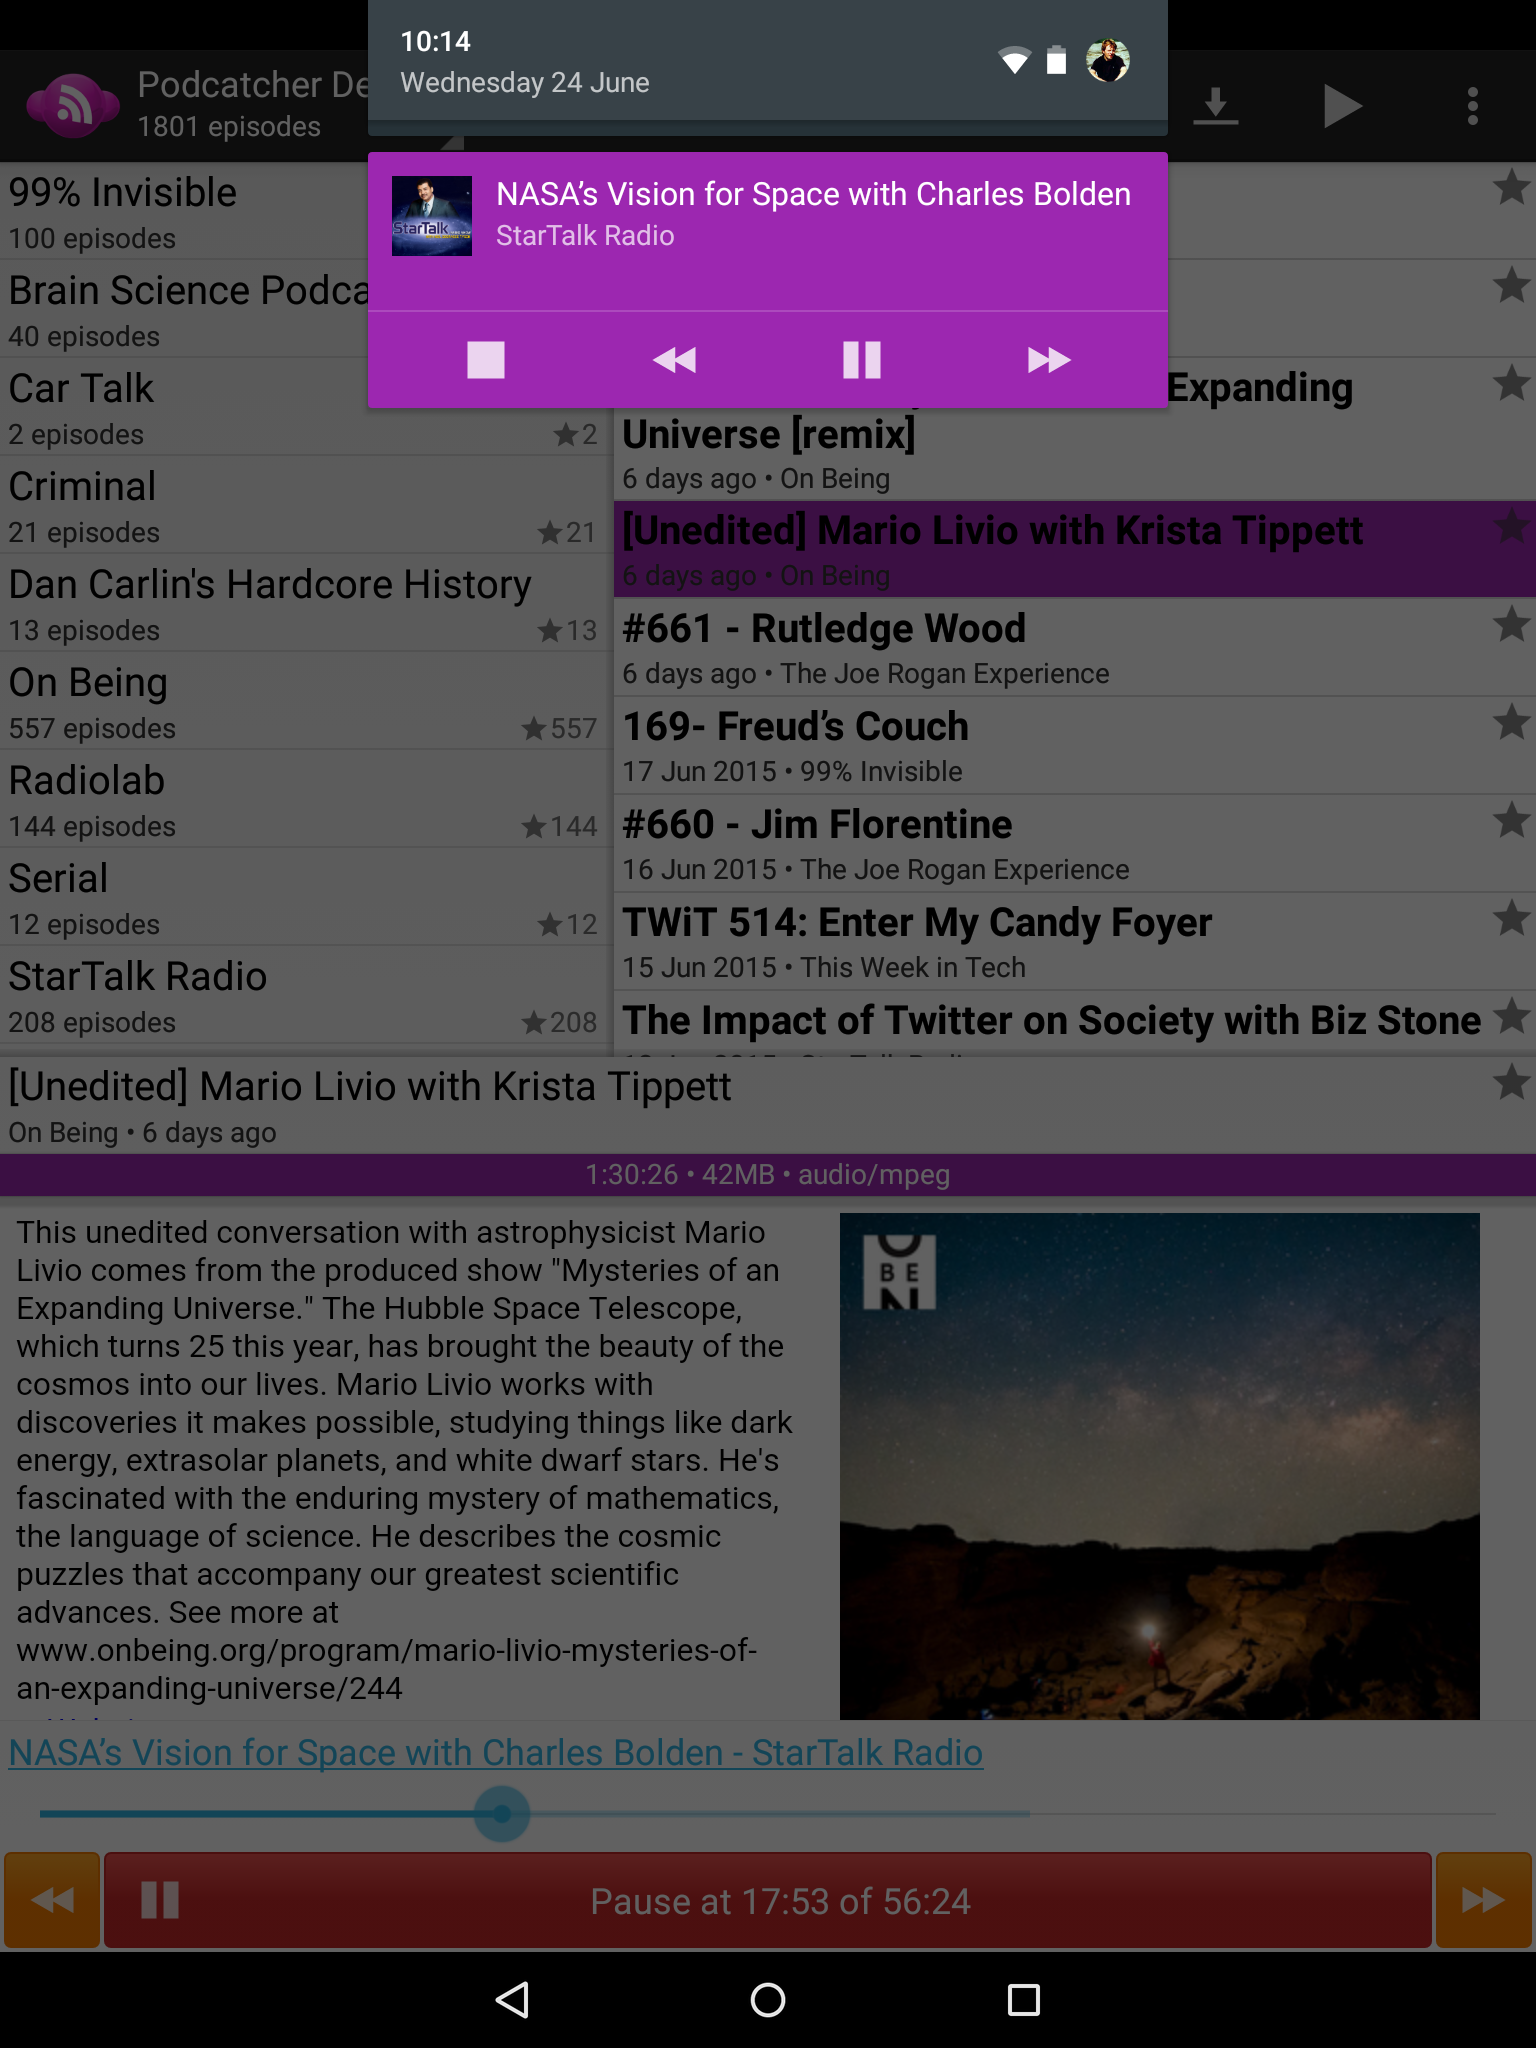 10:14
Wednesday 24 June
Podcatcher De
1801 episodes
NASA’s Vision for Space with Charles Bolden
StarTalk Radio
StarTalk
99% Invisible
100 episodes
Brain Science Podca
40 episodes
Car Talk
2 episodes
2
Criminal
21 episodes
21
Dan Carlin's Hardcore History
13 episodes
13
On Being
557 episodes
557
Radiolab
144 episodes
144
Serial
12 episodes
12
StarTalk Radio
208 episodes
208
Expanding
Universe [remix]
6 days ago • On Being
[Unedited] Mario Livio with Krista Tippett
6 days ago • On Being
#661 - Rutledge Wood
6 days ago • The Joe Rogan Experience
169- Freud’s Couch
17 Jun 2015 • 99% Invisible
#660 - Jim Florentine
16 Jun 2015 • The Joe Rogan Experience
TWiT 514: Enter My Candy Foyer
15 Jun 2015 • This Week in Tech
The Impact of Twitter on Society with Biz Stone
[Unedited] Mario Livio with Krista Tippett
On Being • 6 days ago
1:30:26 • 42MB • audio/mpeg
This unedited conversation with astrophysicist Mario
Livio comes from the produced show "Mysteries of an
Expanding Universe." The Hubble Space Telescope,
which turns 25 this year, has brought the beauty of the
cosmos into our lives. Mario Livio works with
discoveries it makes possible, studying things like dark
energy, extrasolar planets, and white dwarf stars. He's
fascinated with the enduring mystery of mathematics,
the language of science. He describes the cosmic
puzzles that accompany our greatest scientific
advances. See more at
www.onbeing.org/program/mario-livio-mysteries-of-
an-expanding-universe/244
O
BE
N
NASA’s Vision for Space with Charles Bolden - StarTalk Radio
Pause at 17:53 of 56:24